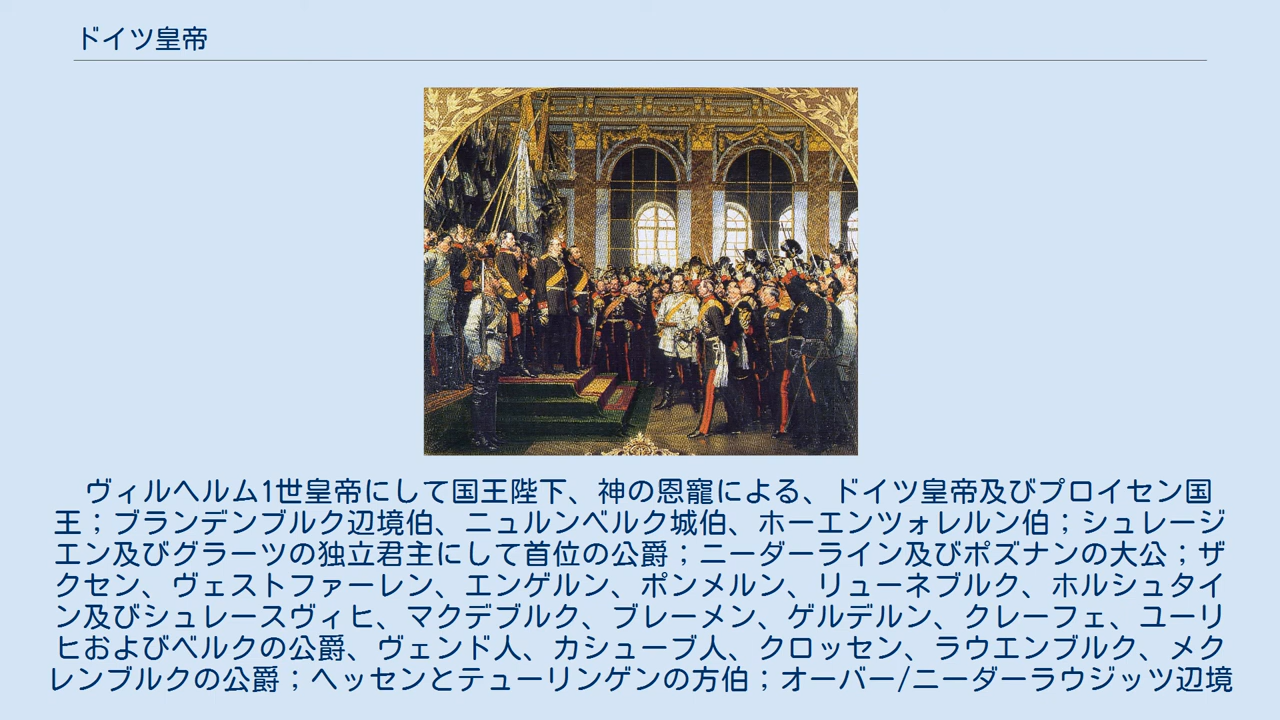 ドイツ皇帝
ヴィルヘルム1世皇帝にして国王陛下、神の恩寵による、ドイツ皇帝及びプロイセン国
王；ブランデンブルク辺境伯、ニュルンベルク城伯、ホーエンツォレルン伯；シュレージ
エン及びグラーツの独立君主にして首位の公爵；ニーダーライン及びポズナンの大公；ザ
クセン、ヴェストファーレン、エンゲルン、ポンメルン、リューネブルク、ホルシュタイ
ン及びシュレースヴィヒ、マクデブルク、ブレーメン、ゲルデルン、クレーフェ、ユーリ
ヒおよびベルクの公爵、ヴェンド人、カシューブ人、クロッセン、ラウエンブルク、メク
レンブルクの公爵；ヘッセンとテューリンゲンの方伯；オーバー/ニーダーラウジッツ辺境